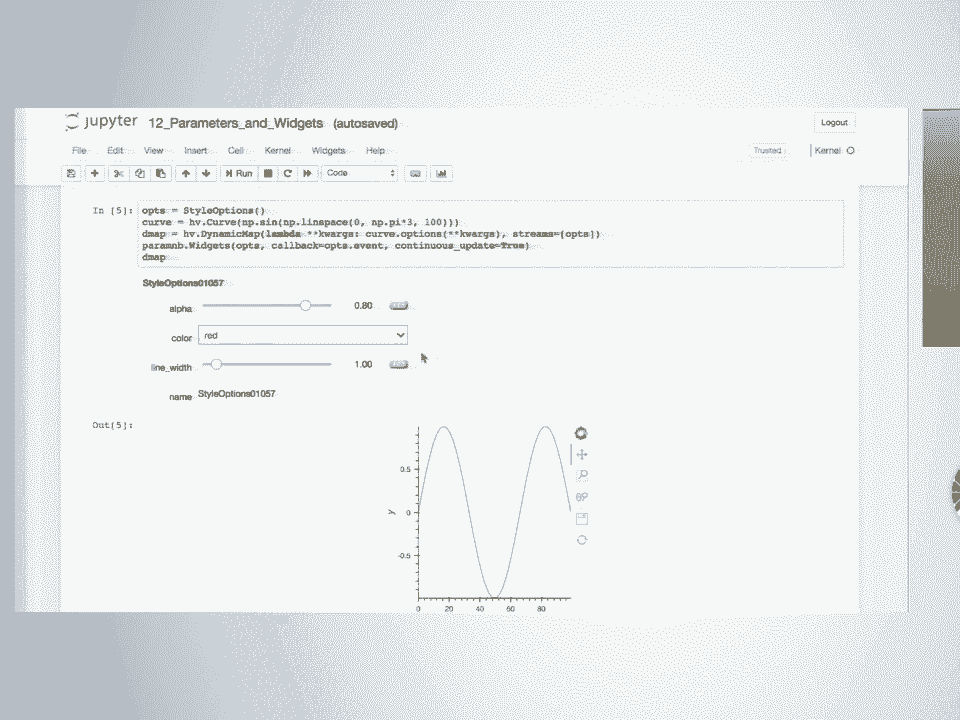 jupyter 12_Parameters_and_Widgets (autosaved)
Logout
File Edit View Insert Cell Kernel Widgets Help
Trusted Kernel
Run Code
In [5]: opts = StyleOptions()
curve = hv.Curve(np.sin(np.linspace(0, np.pi*3, 100)))
dmap = hv.DynamicMap(lambda **kwargs: curve.options(**kwargs), streams=[opts])
paramnb.Widgets(opts, callback=opts.event, continuous_update=True)
dmap
StyleOptions01057
alpha 0.80
color red
line_width 1.00
name StyleOptions01057
Out[5]:
0.5
y 0
-0.5
0 20 40 60 80